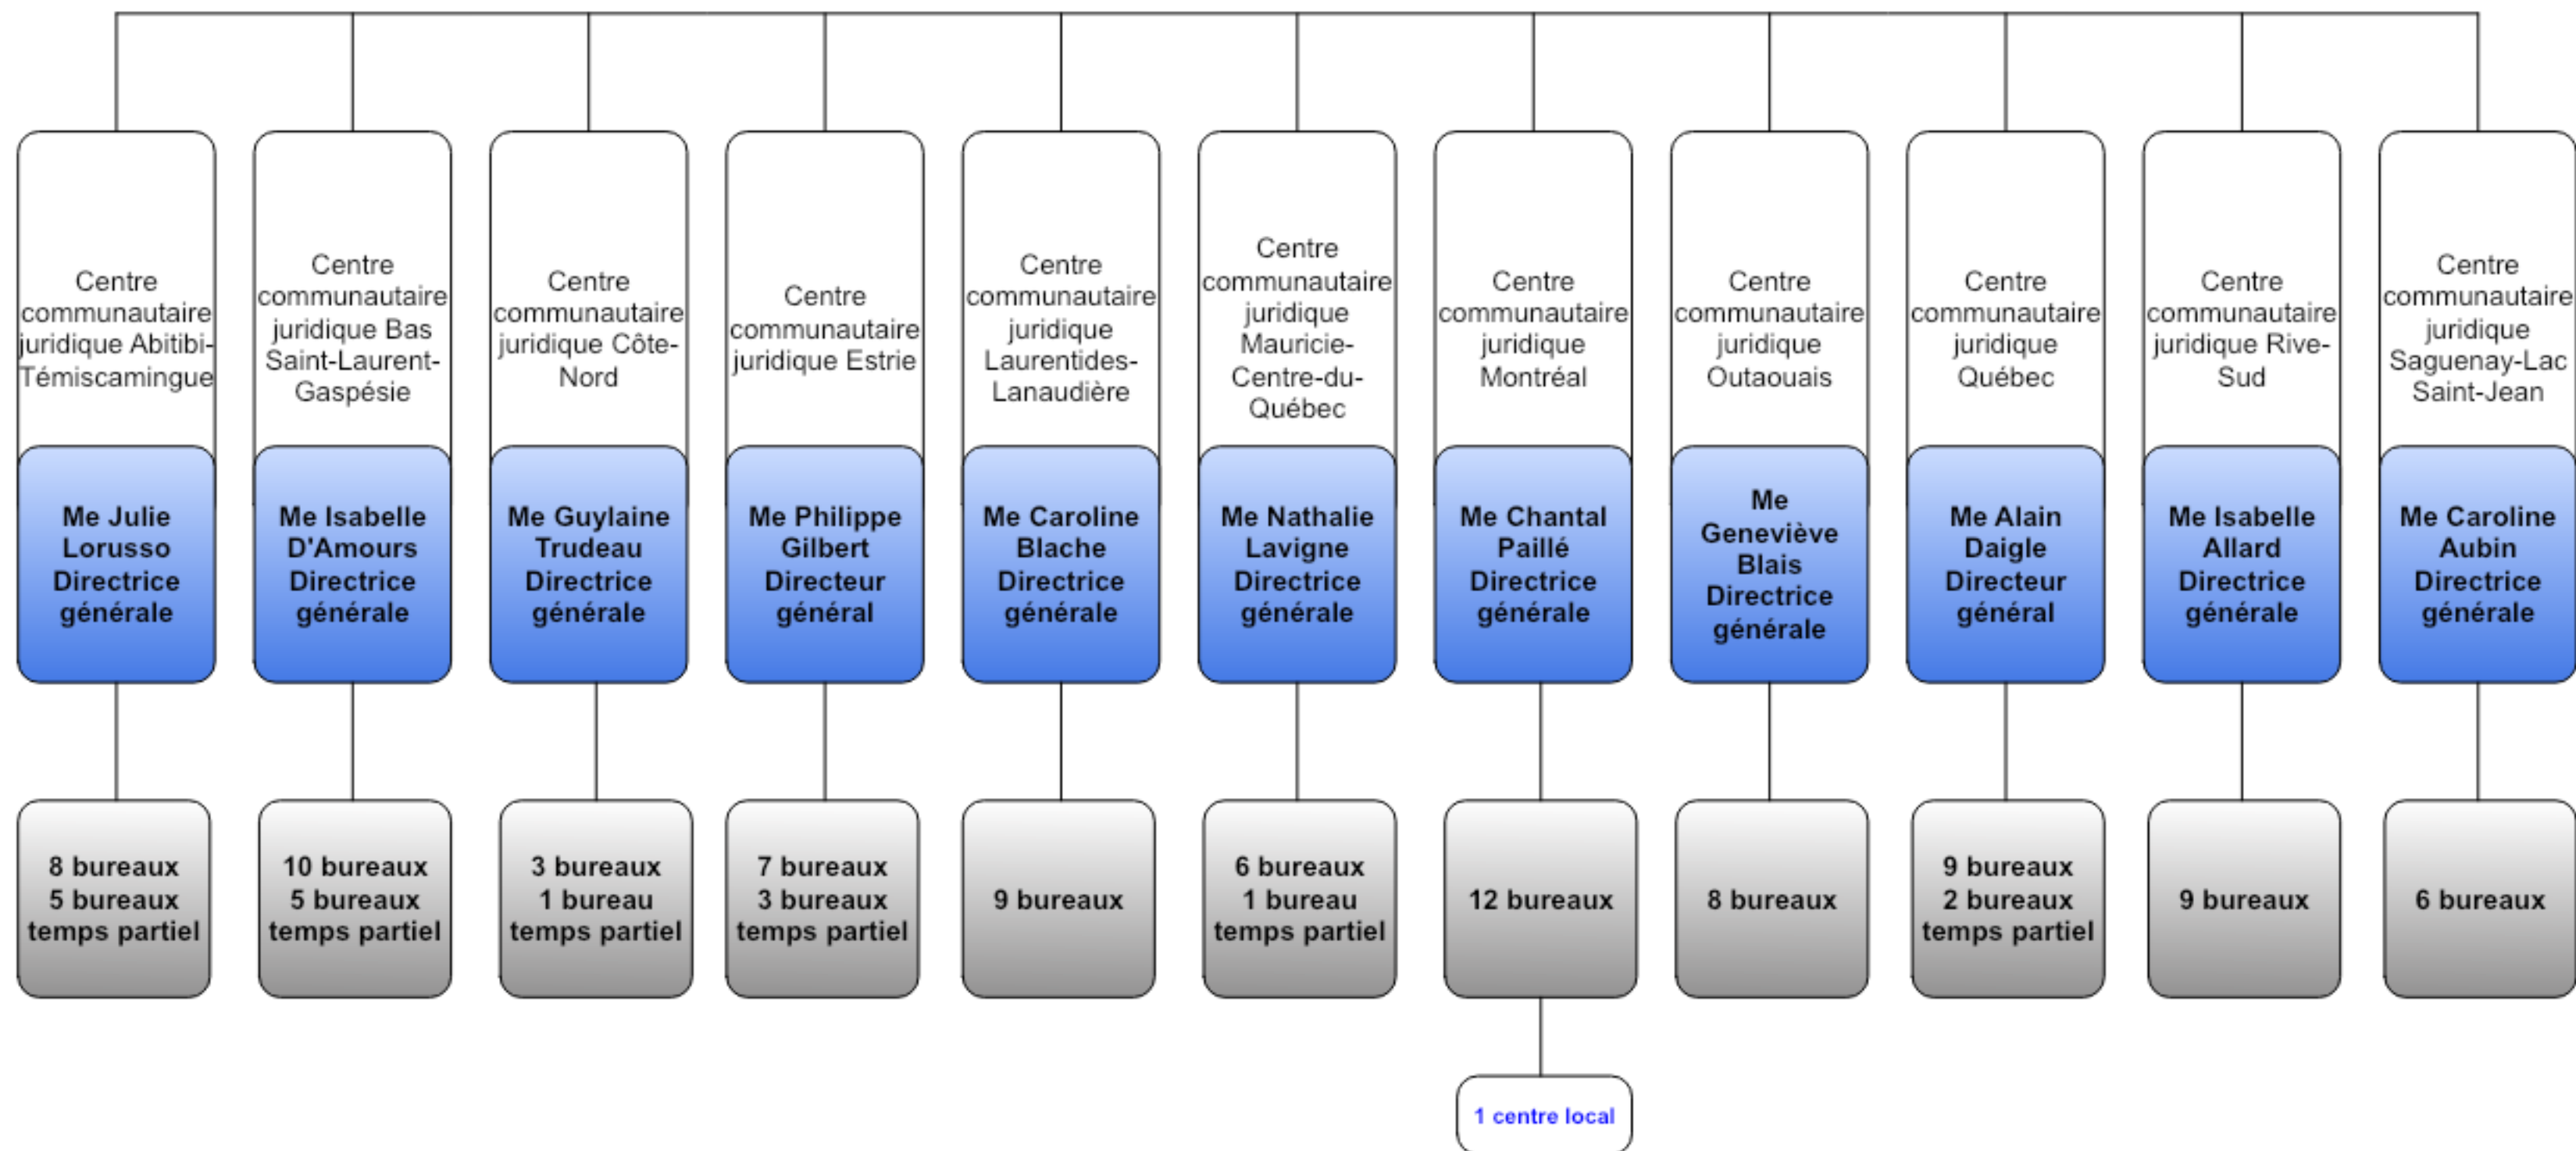 Centre
communautaire
juridique Abitibi-
Témiscamingue
Me Julie
Lorusso
Directrice
générale
8 bureaux
5 bureaux
temps partiel
Centre
communautaire
juridique Bas
Saint-Laurent-
Gaspésie
Me Isabelle
D'Amours
Directrice
générale
10 bureaux
5 bureaux
temps partiel
Centre
communautaire
juridique Côte-
Nord
Me Guylaine
Trudeau
Directrice
générale
3 bureaux
1 bureau
temps partiel
Centre
communautaire
juridique Estrie
Me Philippe
Gilbert
Directeur
général
7 bureaux
3 bureaux
temps partiel
Centre
communautaire
juridique
Laurentides-
Lanaudière
Me Caroline
Blache
Directrice
générale
9 bureaux
Centre
communautaire
juridique
Mauricie-
Centre-du-
Québec
Me Nathalie
Lavigne
Directrice
générale
6 bureaux
1 bureau
temps partiel
Centre
communautaire
juridique
Montréal
Me Chantal
Paillé
Directrice
générale
12 bureaux
1 centre local
Centre
communautaire
juridique
Outaouais
Me
Geneviève
Blais
Directrice
générale
8 bureaux
Centre
communautaire
juridique
Québec
Me Alain
Daigle
Directeur
général
9 bureaux
2 bureaux
temps partiel
Centre
communautaire
juridique Rive-
Sud
Me Isabelle
Allard
Directrice
générale
9 bureaux
Centre
communautaire
juridique
Saguenay-Lac
Saint-Jean
Me Caroline
Aubin
Directrice
générale
6 bureaux